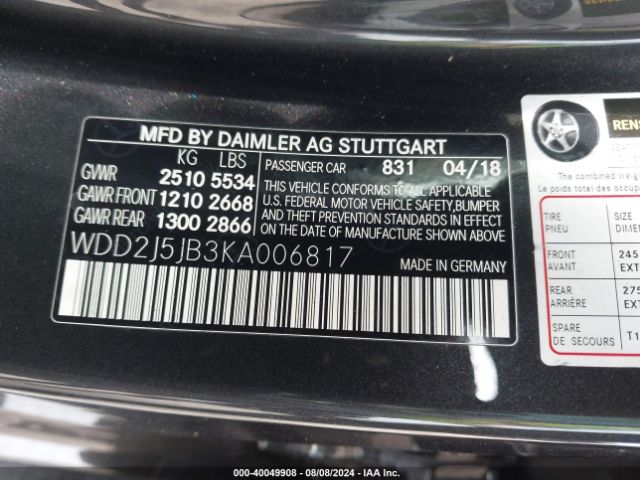 MFD BY DAIMLER AG STUTTGART
KG LBS
GVWR 2510 5534
GAWR FRONT 1210 2668
GAWR REAR 1300 2866
PASSENGER CAR 831 04/18
THIS VEHICLE CONFORMS TO ALL APPLICABLE
U.S. FEDERAL MOTOR VEHICLE SAFETY, BUMPER
AND THEFT PREVENTION STANDARDS IN EFFECT
ON THE DATE OF MANUFACTURE SHOWN ABOVE
WDD2J5JB3KA006817
MADE IN GERMANY
The combined weight
Le poids total des
TIRE
PNEU
SIZE
FRONT
AVANT
245
EXT
REAR
ARRIÈRE
275
EXT
SPARE
DE SECOURS
T1
000-40049908 - 08/08/2024 - IAA Inc.